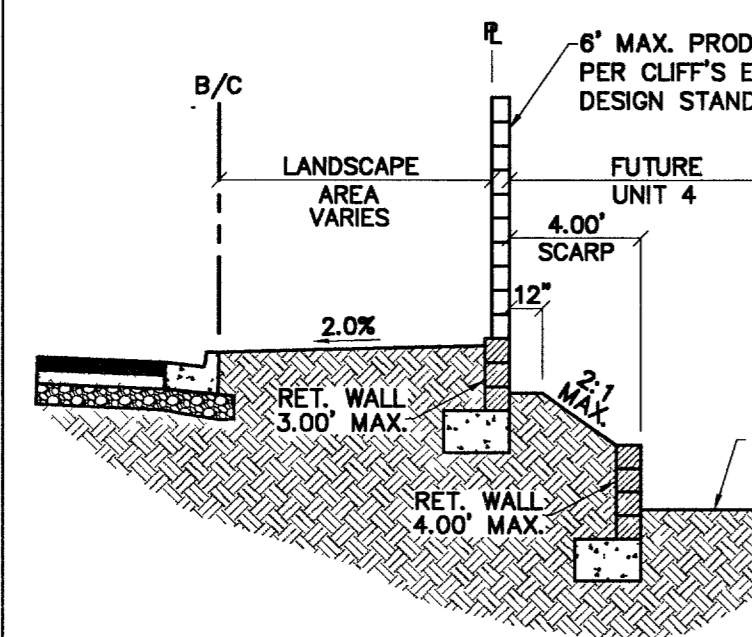 PL
6' MAX. PROD
PER CLIFF'S E
DESIGN STAND
B/C
LANDSCAPE
AREA
VARIES
FUTURE
UNIT 4
4.00'
SCARP
12"
2.0%
2:1
MAX.
RET. WALL
3.00' MAX.
RET. WALL
4.00' MAX.